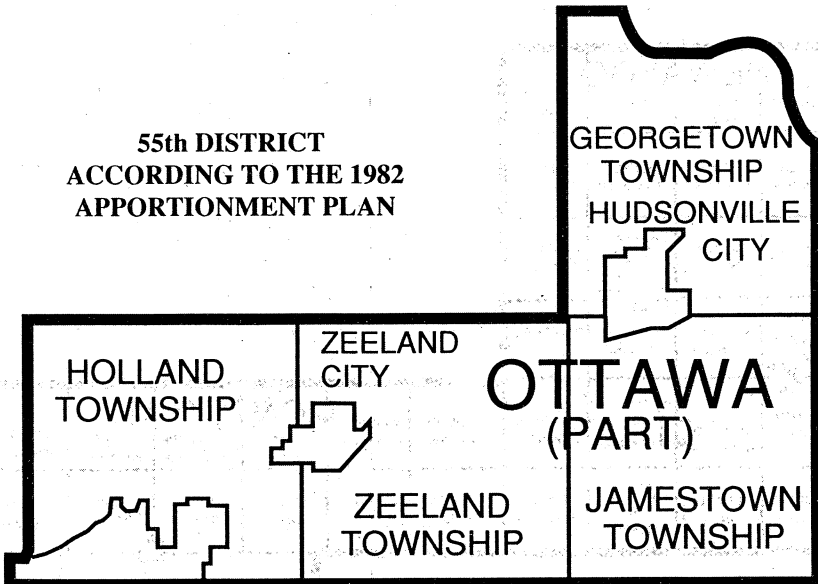 55th DISTRICT
ACCORDING TO THE 1982
APPORTIONMENT PLAN
GEORGETOWN
TOWNSHIP
HUDSONVILLE
CITY
HOLLAND
TOWNSHIP
ZEELAND
CITY
OTTAWA
(PART)
ZEELAND
TOWNSHIP
JAMESTOWN
TOWNSHIP